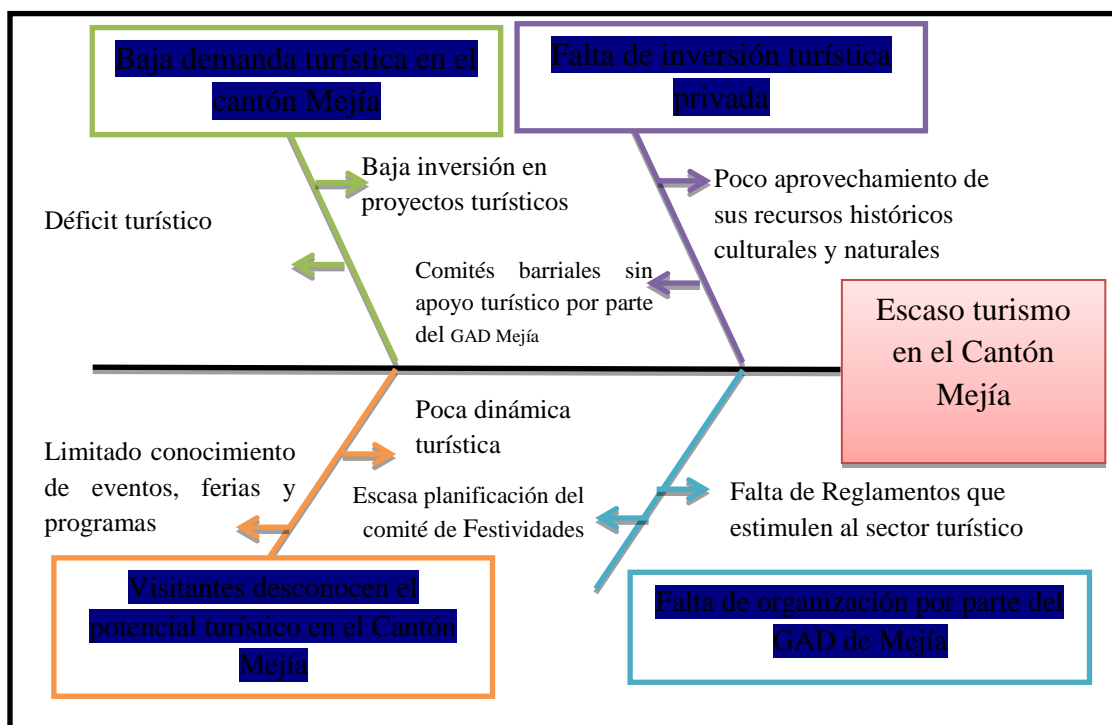 Baja demanda turística en el
cantón Mejía
Falta de inversión turística
privada
Baja inversión en
proyectos turísticos
Déficit turístico
Poco aprovechamiento de
sus recursos históricos
culturales y naturales
Comités barriales sin
apoyo turístico por parte
del GAD Mejía
Escaso turismo
en el Cantón
Mejía
Poca dinámica
turística
Limitado conocimiento
de eventos, ferias y
programas
Escasa planificación del
comité de Festividades
Falta de Reglamentos que
estimulen al sector turístico
Visitantes desconocen el
potencial turístico en el Cantón
Mejía
Falta de organización por parte del
GAD de Mejía